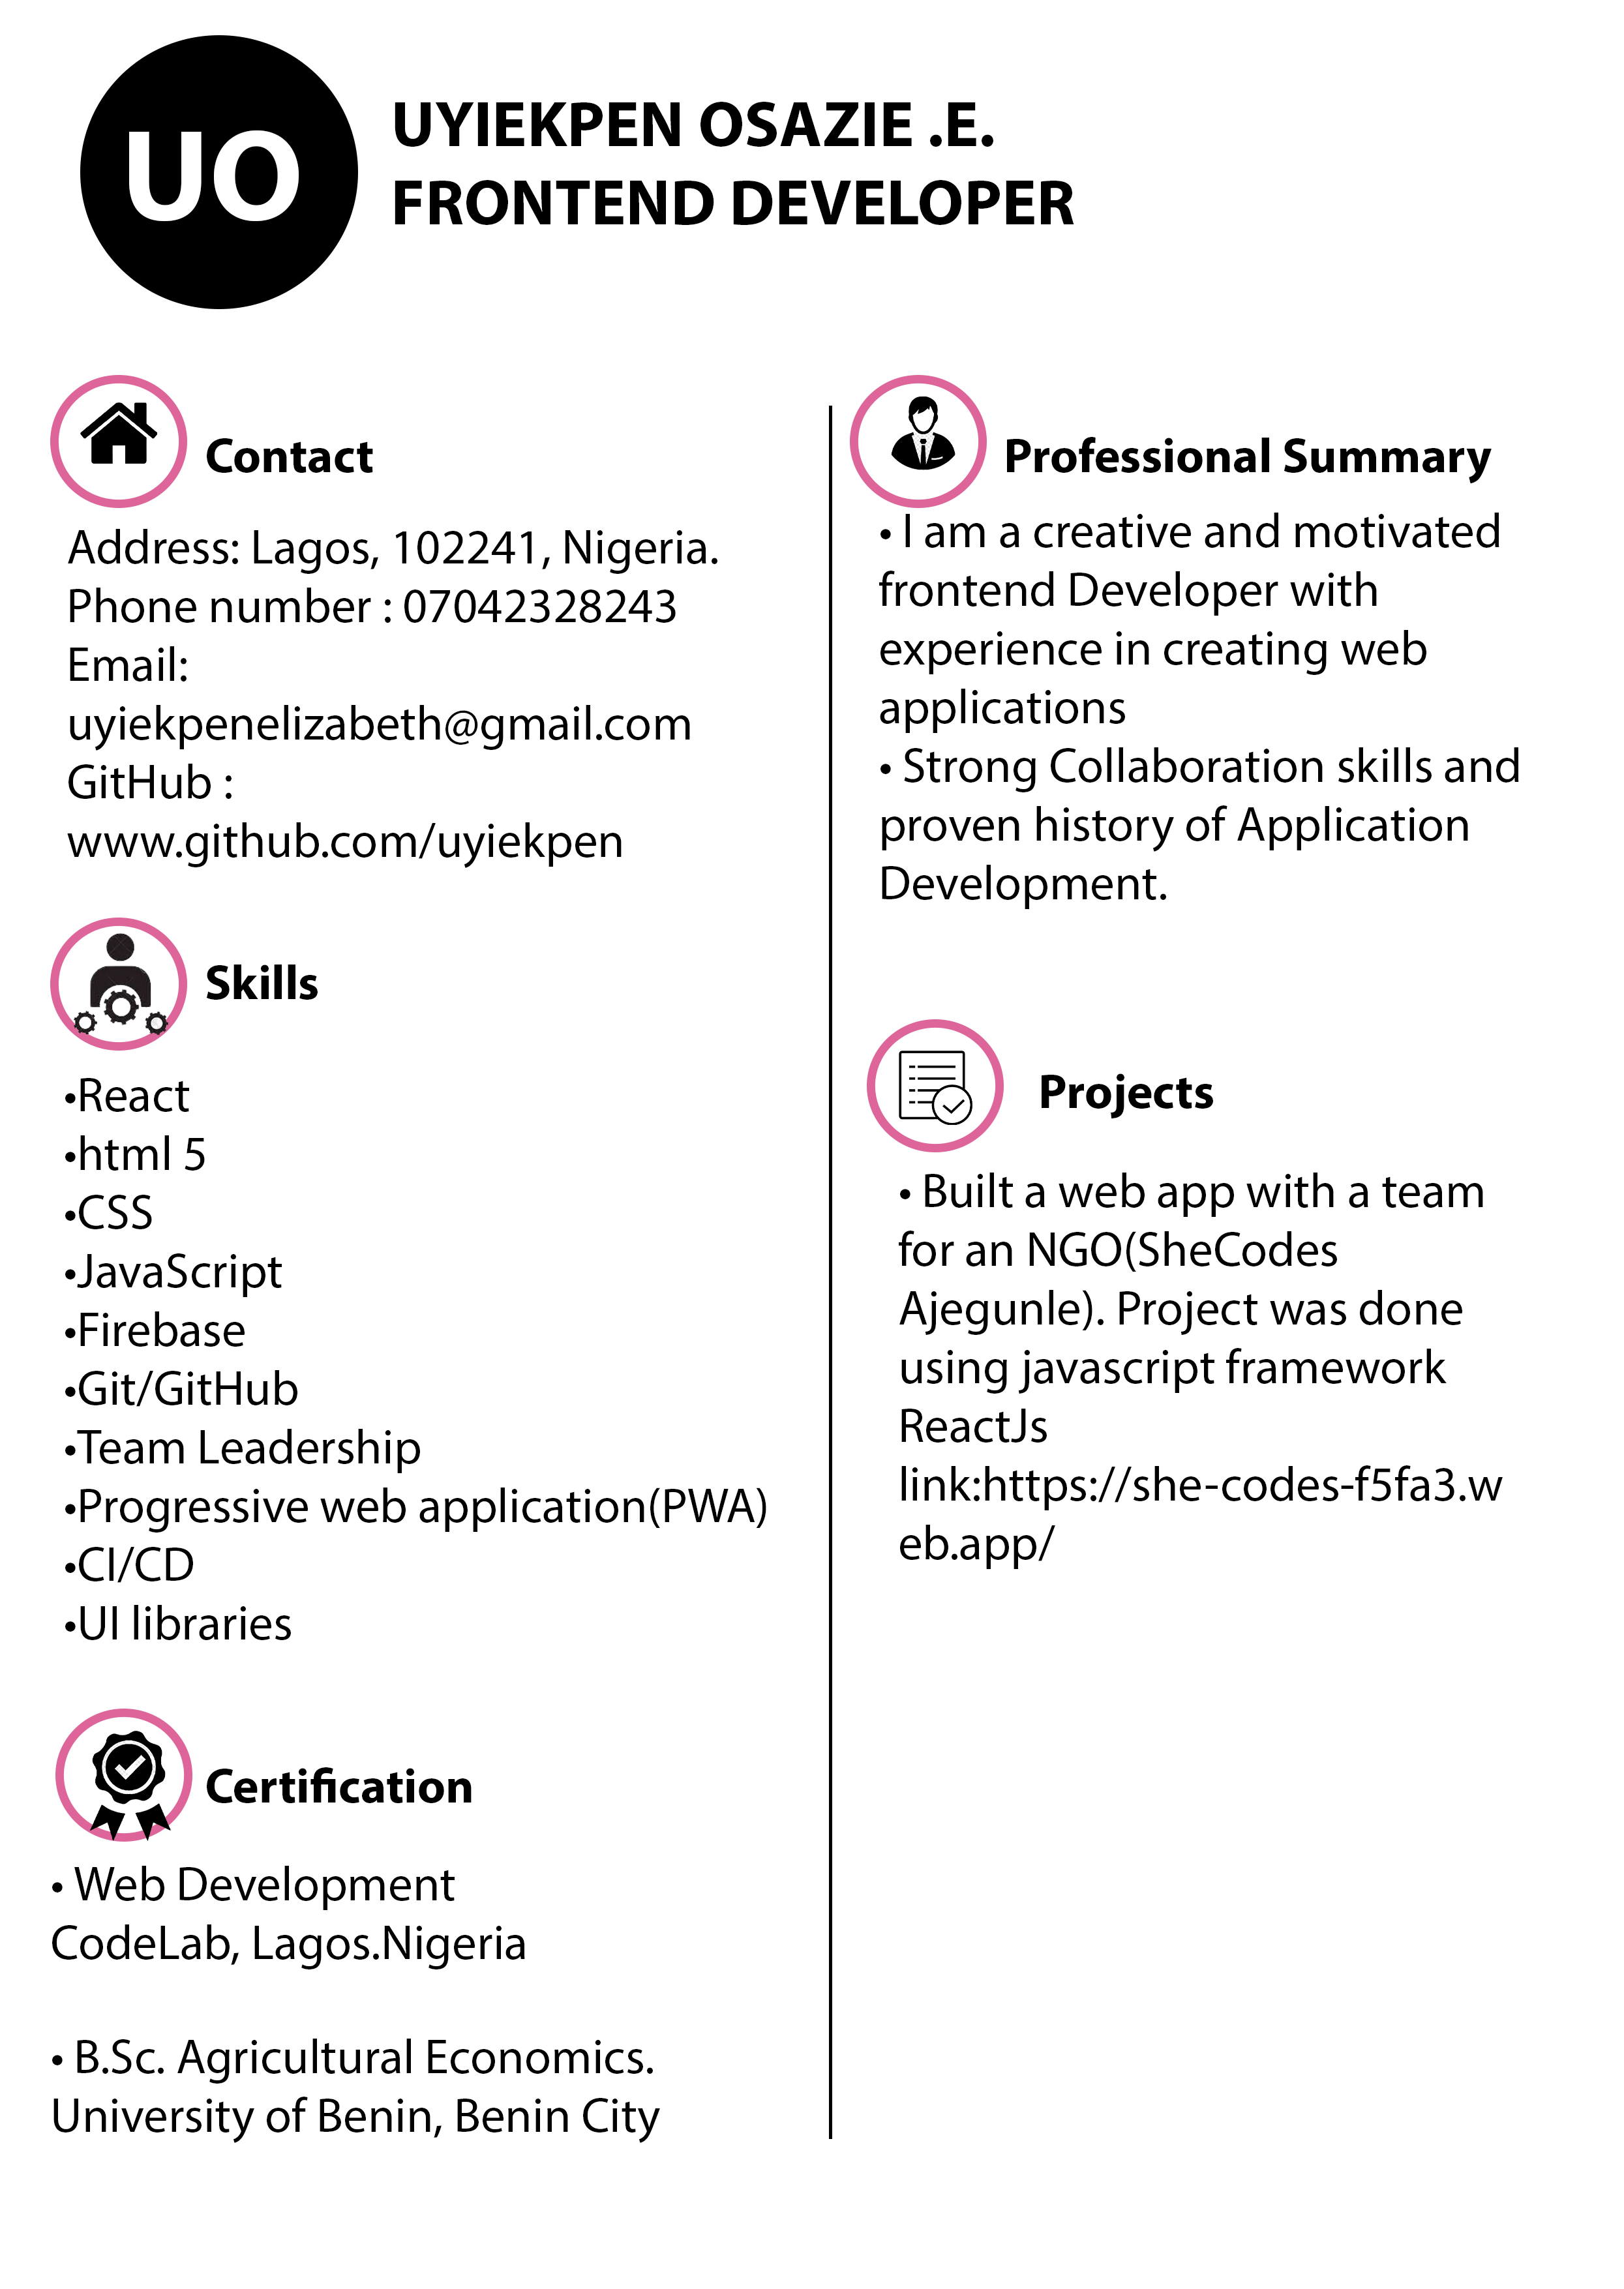 UO
UYIEKPEN OSAZIE .E.
FRONTEND DEVELOPER
Contact
Address: Lagos, 102241, Nigeria.
Phone number : 07042328243
Email:
uyiekpenelizabeth@gmail.com
GitHub :
www.github.com/uyiekpen
Skills
•React
•html 5
•CSS
•JavaScript
•Firebase
•Git/GitHub
•Team Leadership
•Progressive web application(PWA)
•CI/CD
•UI libraries
Certification
• Web Development
CodeLab, Lagos.Nigeria
• B.Sc. Agricultural Economics.
University of Benin, Benin City
Professional Summary
• I am a creative and motivated
frontend Developer with
experience in creating web
applications
• Strong Collaboration skills and
proven history of Application
Development.
Projects
• Built a web app with a team
for an NGO(SheCodes
Ajegunle). Project was done
using javascript framework
ReactJs
link:https://she-codes-f5fa3.w
eb.app/